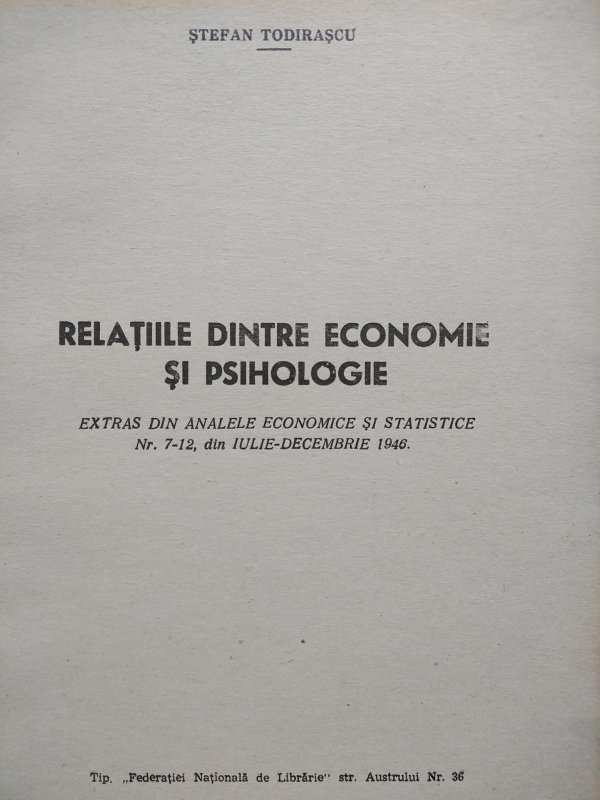 ŞTEFAN TODIRAŞCU
RELAŢIILE DINTRE ECONOMIE
ŞI PSIHOLOGIE
EXTRAS DIN ANALELE ECONOMICE ŞI STATISTICE
Nr. 7-12, din IULIE-DECEMBRIE 1946.
Tip. „Federaţiei Naţională de Librărie" str. Austrului Nr. 36